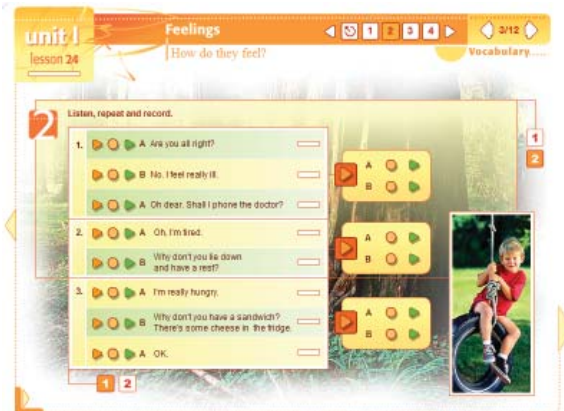 unit 1
lesson 24
Feelings
How do they feel?
1 2 3 4
3/12
Vocabulary.....
2
Listen, repeat and record.
1. A Are you all right?
B No. I feel really ill.
A Oh dear. Shall I phone the doctor?
A
B
2. A Oh, I'm tired.
B Why don't you lie down
and have a rest?
A
B
3. A I'm really hungry.
B Why don't you have a sandwich?
There's some cheese in the fridge.
A OK.
A
B
1
2
1 2